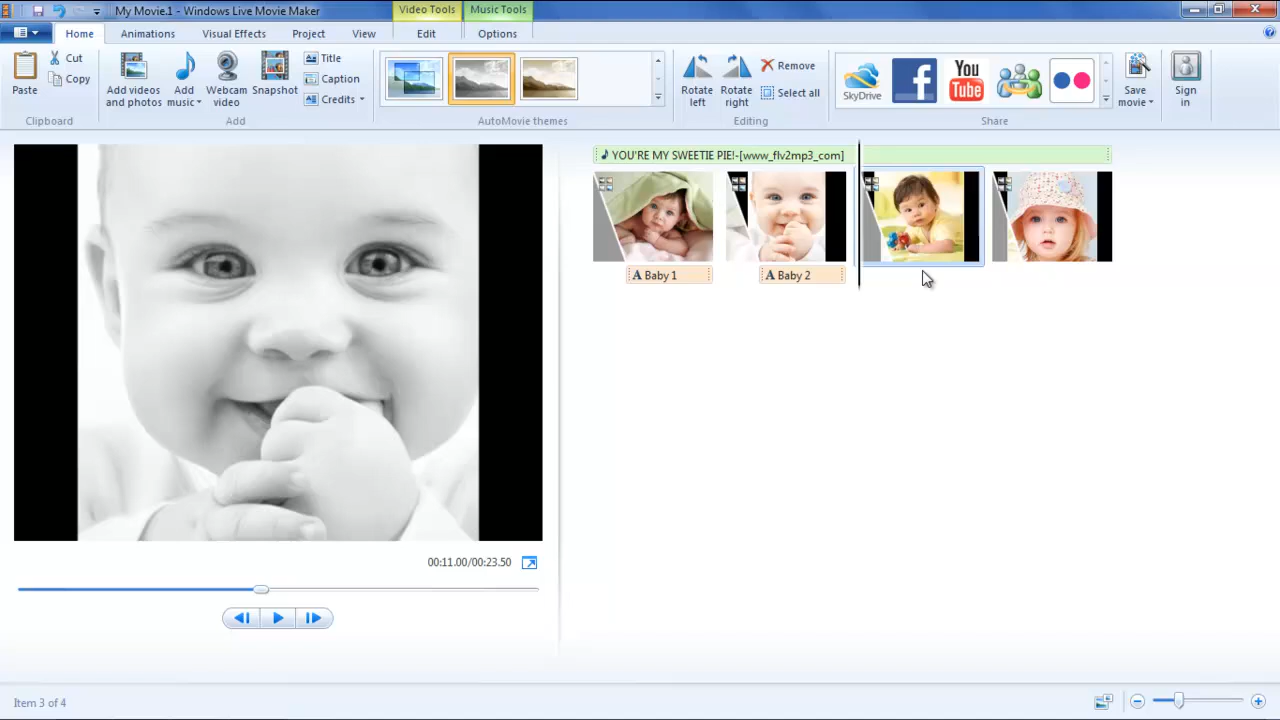 My Movie.1 - Windows Live Movie Maker
Video Tools
Music Tools
Home
Animations
Visual Effects
Project
View
Edit
Options
Paste
Cut
Copy
Clipboard
Add videos
and photos
Add
music
Webcam
video
Snapshot
Title
Caption
Credits
Add
AutoMovie themes
Rotate
left
Rotate
right
Remove
Select all
Editing
SkyDrive
You
Tube
Share
Save
movie
Sign
in
YOU'RE MY SWEETIE PIE!-[www_flv2mp3_com]
A Baby 1
A Baby 2
00:11.00/00:23.50
Item 3 of 4